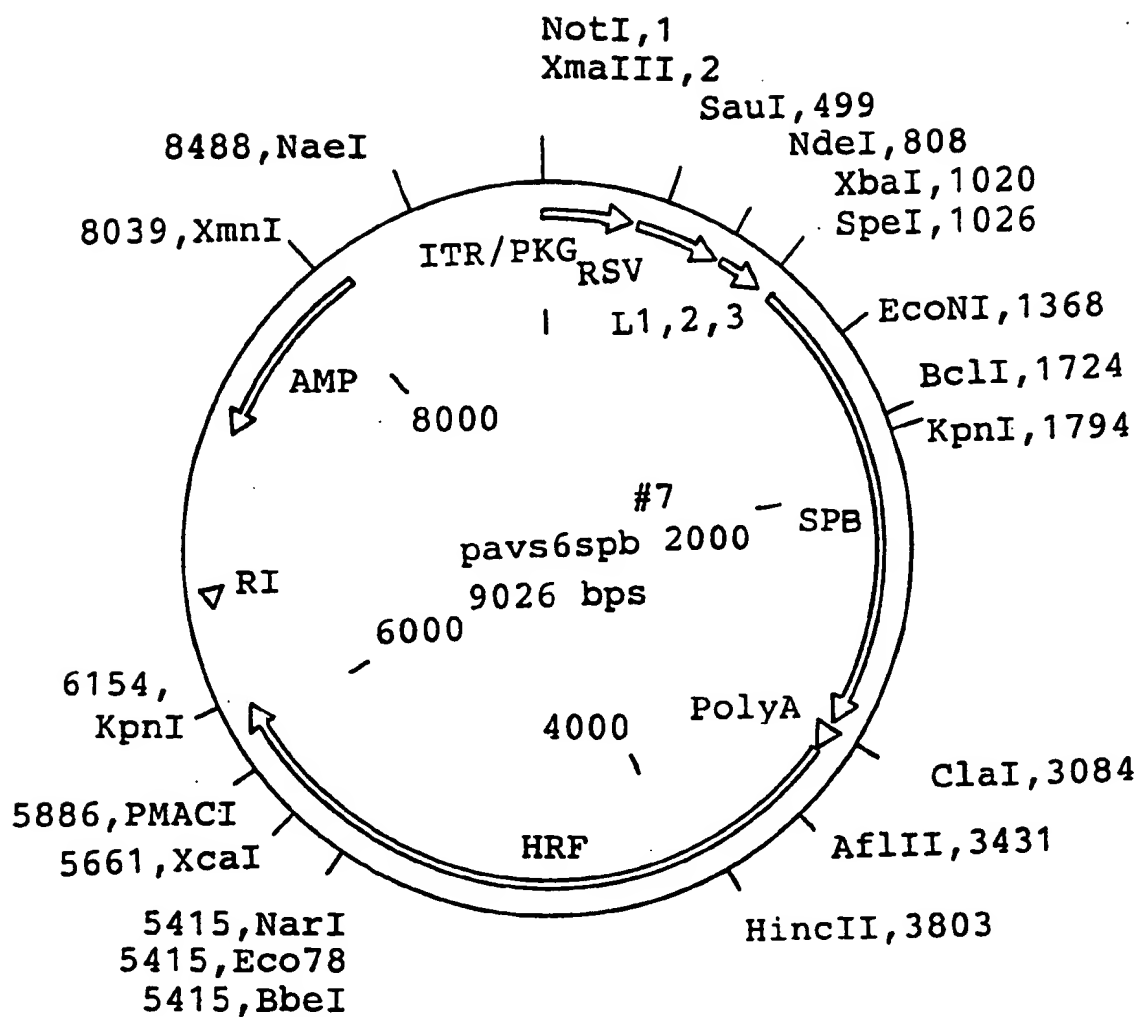 NotI,1
XmaIII,2
SauI,499
NdeI,808
XbaI,1020
SpeI,1026
8488,NaeI
8039,XmnI
ITR/PKG
RSV
L1,2,3
EcoNI,1368
BclI,1724
KpnI,1794
AMP
8000
#7
SPB
pavs6spb 2000
9026 bps
RI
6000
6154,
KpnI
PolyA
4000
ClaI,3084
5886,PMACI
5661,XcaI
HRF
AflII,3431
HincII,3803
5415,NarI
5415,Eco78
5415,BbeI